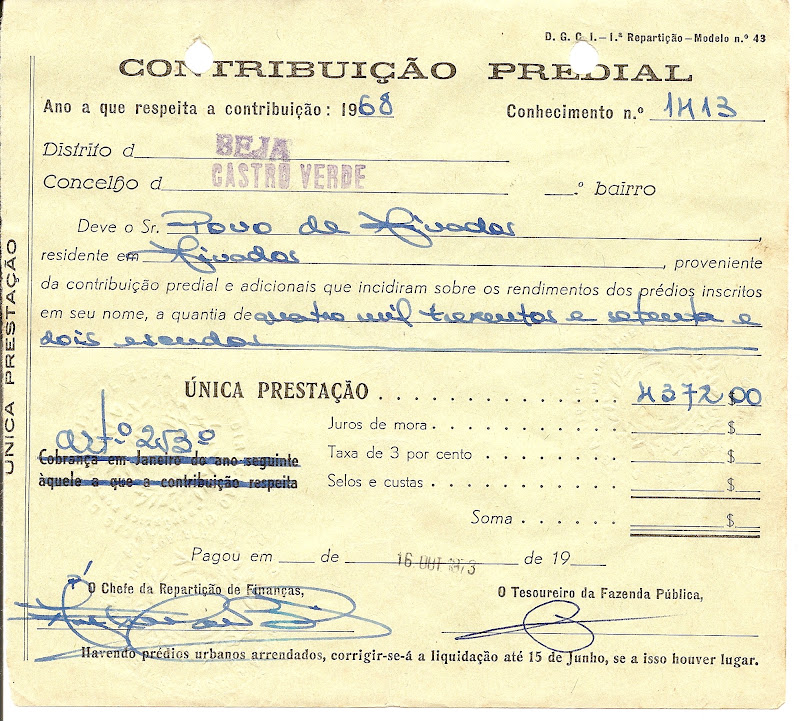 D. G. C. I. — 1.ª Repartição — Modelo n.º 43
CONTRIBUIÇÃO PREDIAL
Ano a que respeita a contribuição: 1968 Conhecimento n.º 1413
Distrito d BEJA
Concelho d CASTRO VERDE .º bairro
Deve o Sr. Povo de Aivados,
residente em Aivados, proveniente
da contribuição predial e adicionais que incidiram sobre os rendimentos dos prédios inscritos
em seu nome, a quantia de quatro mil trezentos e setenta e
dois escudos
ÚNICA PRESTAÇÃO
ÚNICA PRESTAÇÃO . . . . . . . . . . . . . . 4372$00
Juros de mora . . . . . . . . . . $
artº 253º
Cobrança em Janeiro do ano seguinte Taxa de 3 por cento . . . . . . . $
àquele a que a contribuição respeita Selos e custas . . . . . . . . . . $
Soma . . . . . . $
Pagou em de 16 OUT 1973 de 19
O Chefe da Repartição de Finanças, O Tesoureiro da Fazenda Pública,
Havendo prédios urbanos arrendados, corrigir-se-á a liquidação até 15 de Junho, se a isso houver lugar.